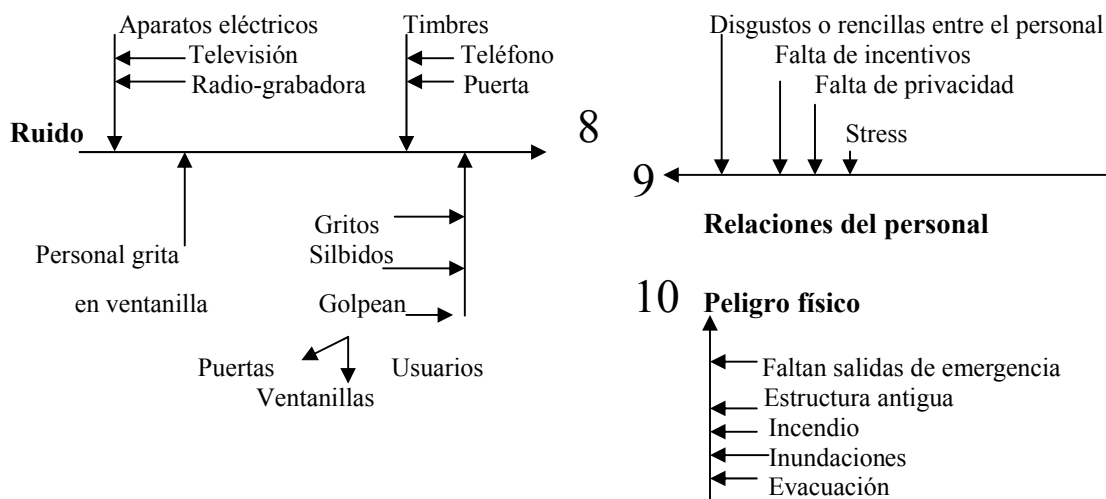 Aparatos eléctricos
Televisión
Radio-grabadora
Timbres
Teléfono
Puerta
Ruido
8
Personal grita
en ventanilla
Gritos
Silbidos
Golpean
Puertas
Ventanillas
Usuarios
Disgustos o rencillas entre el personal
Falta de incentivos
Falta de privacidad
Stress
9
Relaciones del personal
10 Peligro físico
Faltan salidas de emergencia
Estructura antigua
Incendio
Inundaciones
Evacuación